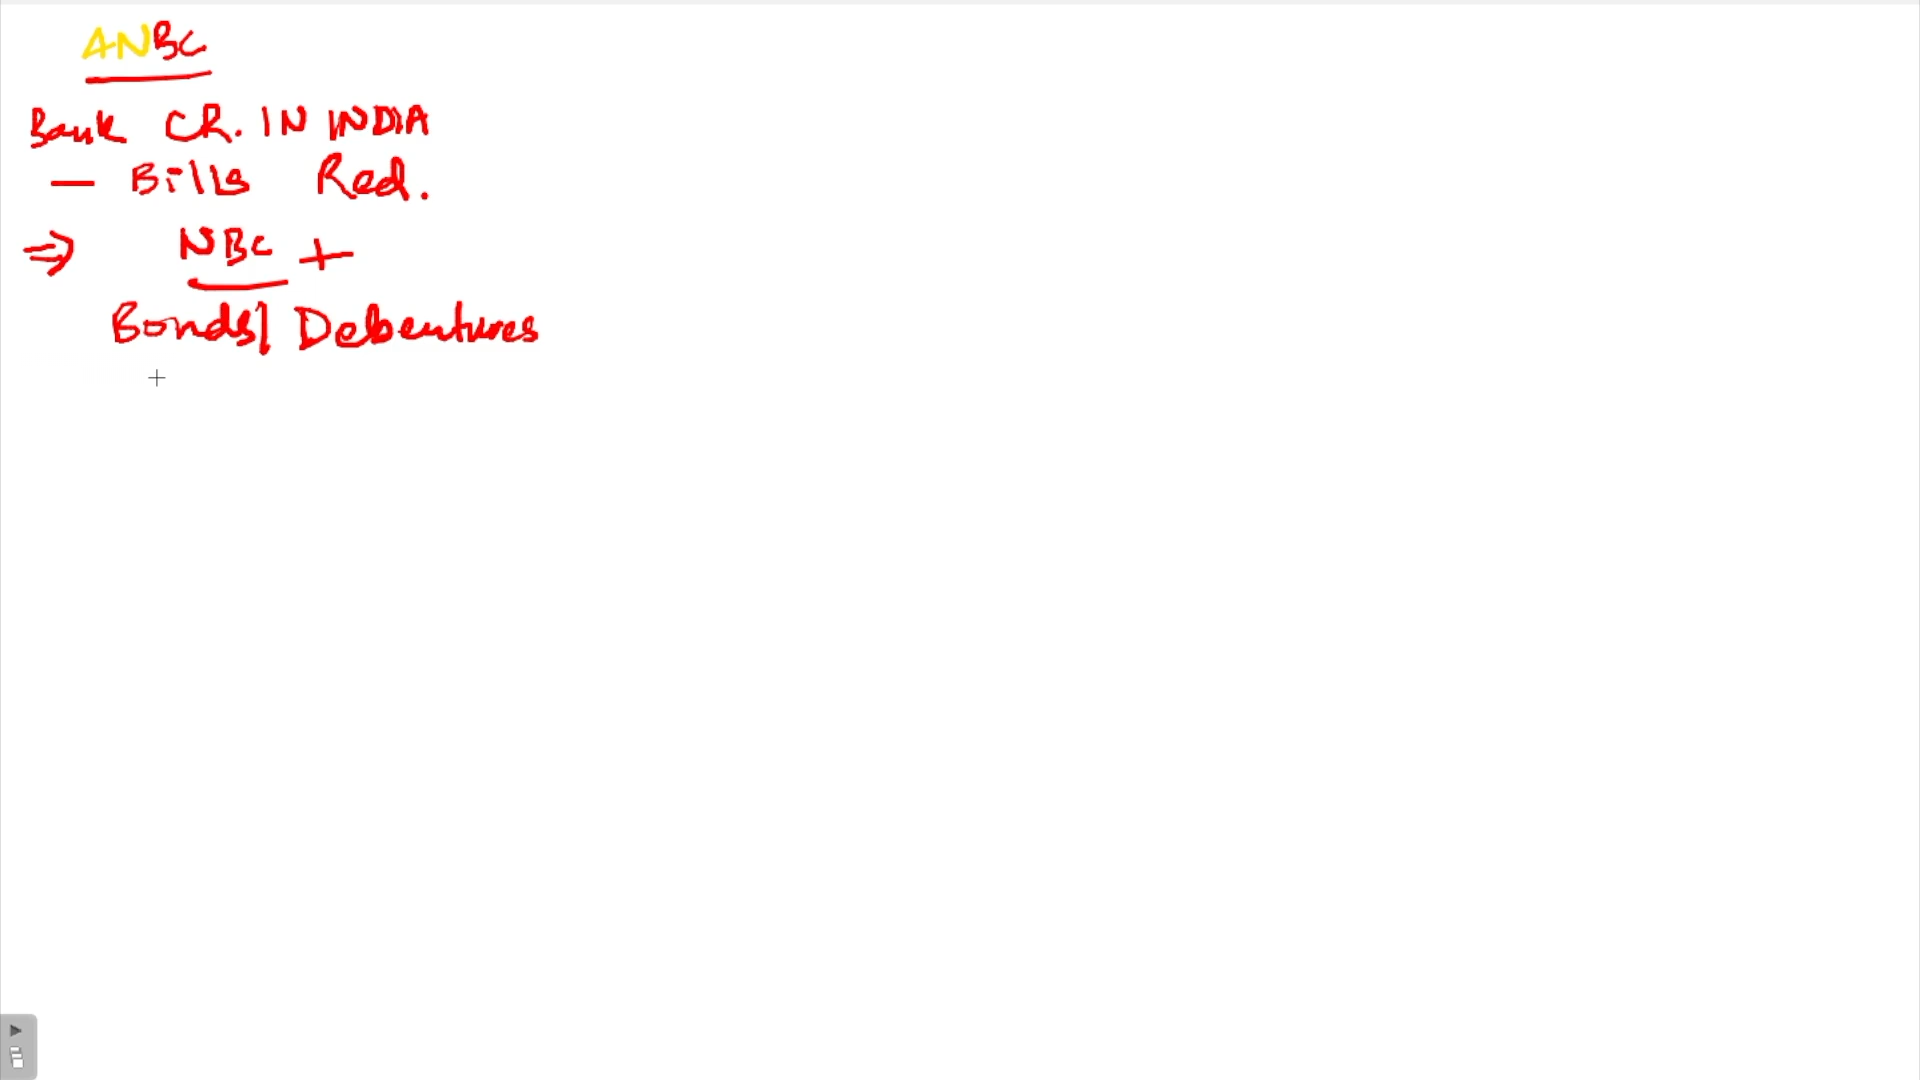 ANBC
Bank CR. IN INDIA
— Bills Red.
⇒ NBC +
Bonds/ Debentures